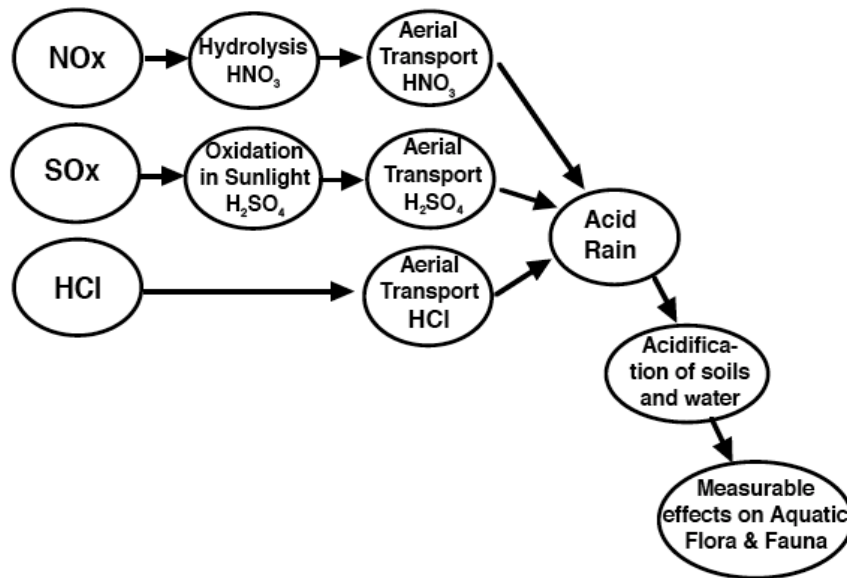 NOx
Hydrolysis
HNO₃
Aerial
Transport
HNO₃
SOx
Oxidation
in Sunlight
H₂SO₄
Aerial
Transport
H₂SO₄
HCl
Aerial
Transport
HCl
Acid
Rain
Acidifica-
tion of soils
and water
Measurable
effects on Aquatic
Flora & Fauna